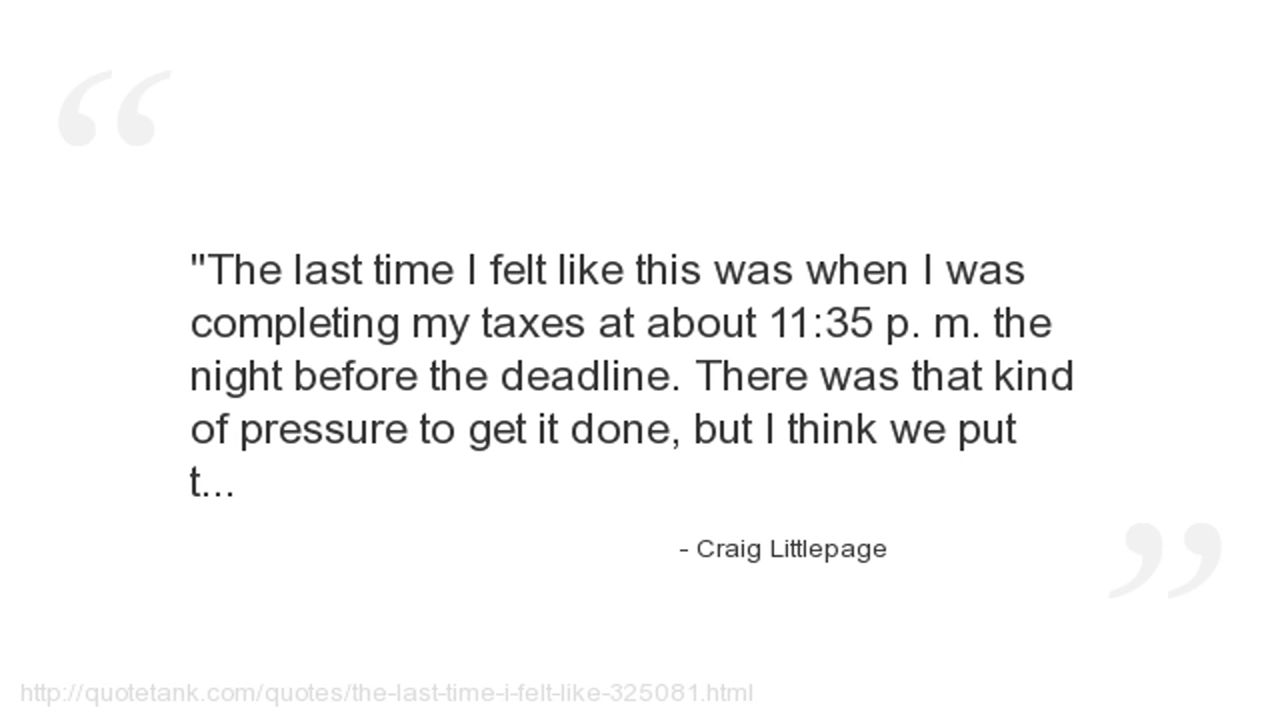 "The last time I felt like this was when I was
completing my taxes at about 11:35 p. m. the
night before the deadline. There was that kind
of pressure to get it done, but I think we put
t...
- Craig Littlepage
http://quotetank.com/quotes/the-last-time-i-felt-like-325081.html